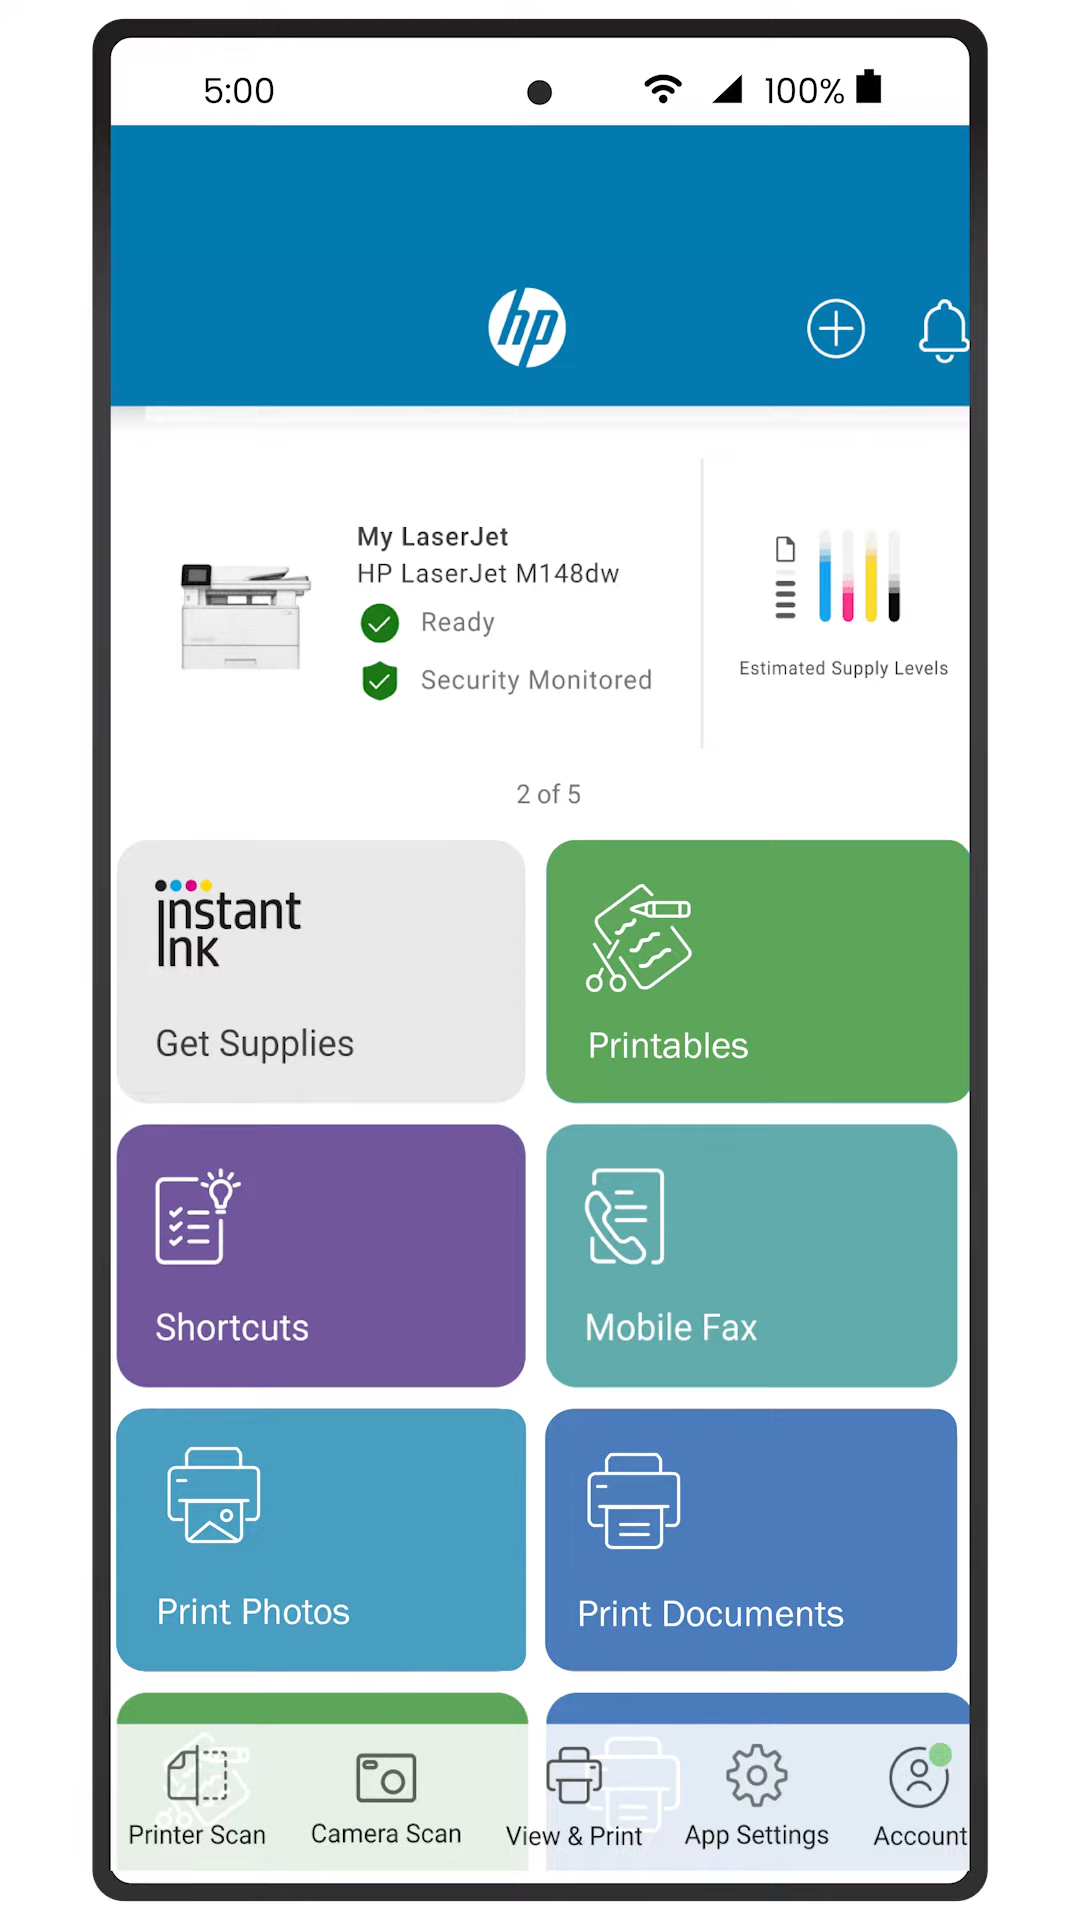 5:00
100%
hp
My LaserJet
HP LaserJet M148dw
Ready
Security Monitored
Estimated Supply Levels
2 of 5
instant
ink
Get Supplies
Printables
Shortcuts
Mobile Fax
Print Photos
Print Documents
Printer Scan
Camera Scan
View & Print
App Settings
Account